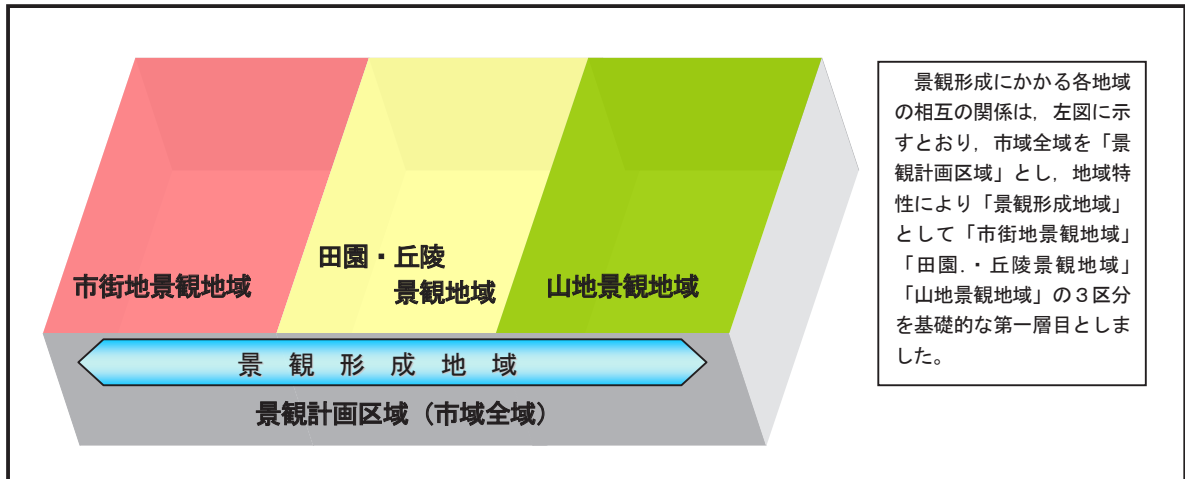 市街地景観地域
田園・丘陵
景観地域
山地景観地域
景観形成地域
景観計画区域（市域全域）
景観形成にかかる各地域
の相互の関係は，左図に示
すとおり，市域全域を「景
観計画区域」とし，地域特
性により「景観形成地域」
として「市街地景観地域」
「田園.・丘陵景観地域」
「山地景観地域」の３区分
を基礎的な第一層目としま
した。